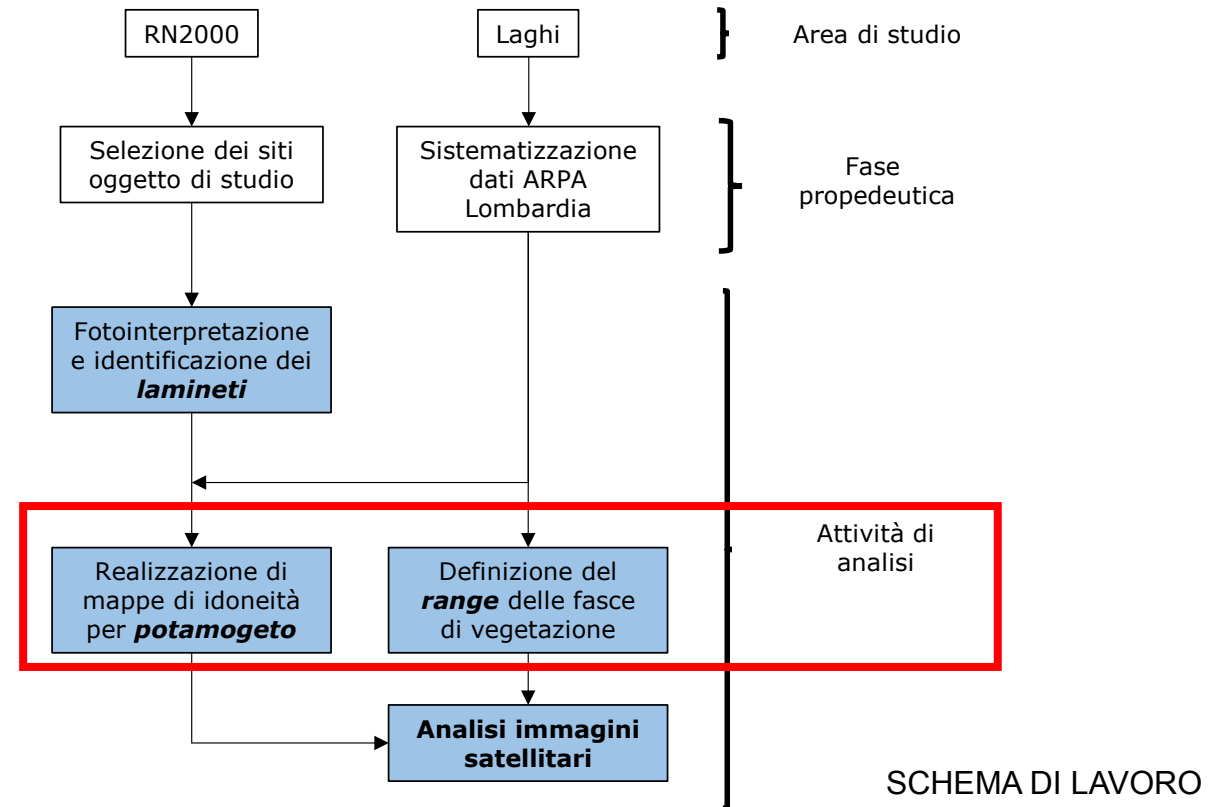 RN2000
Laghi
Area di studio
Selezione dei siti
oggetto di studio
Sistematizzazione
dati ARPA
Lombardia
Fase
propedeutica
Fotointerpretazione
e identificazione dei
lamineti
Realizzazione di
mappe di idoneità
per potamogeto
Definizione del
range delle fasce
di vegetazione
Attività di
analisi
Analisi immagini
satellitari
SCHEMA DI LAVORO